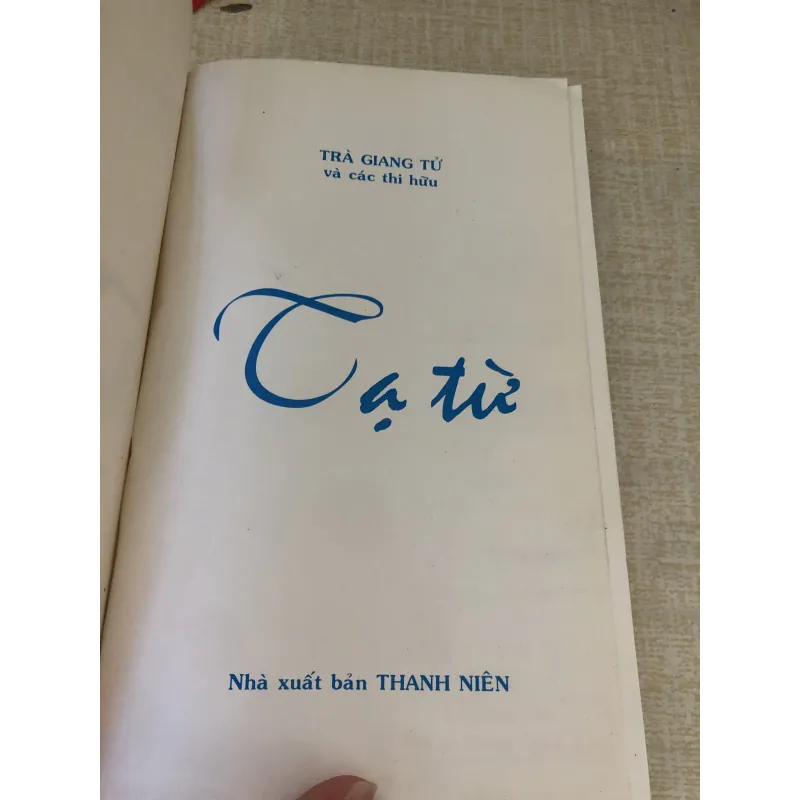 TRÀ GIANG TỬ
và các thi hữu
Tạ từ
Nhà xuất bản THANH NIÊN